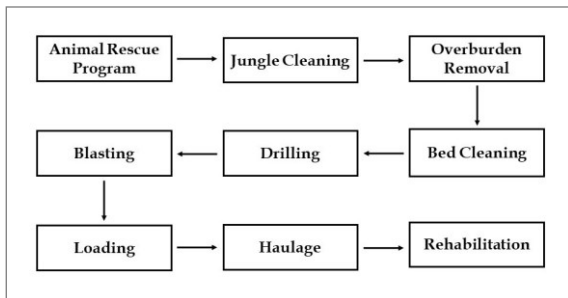 Animal Rescue
Program
Jungle Cleaning
Overburden
Removal
Bed Cleaning
Drilling
Blasting
Loading
Haulage
Rehabilitation